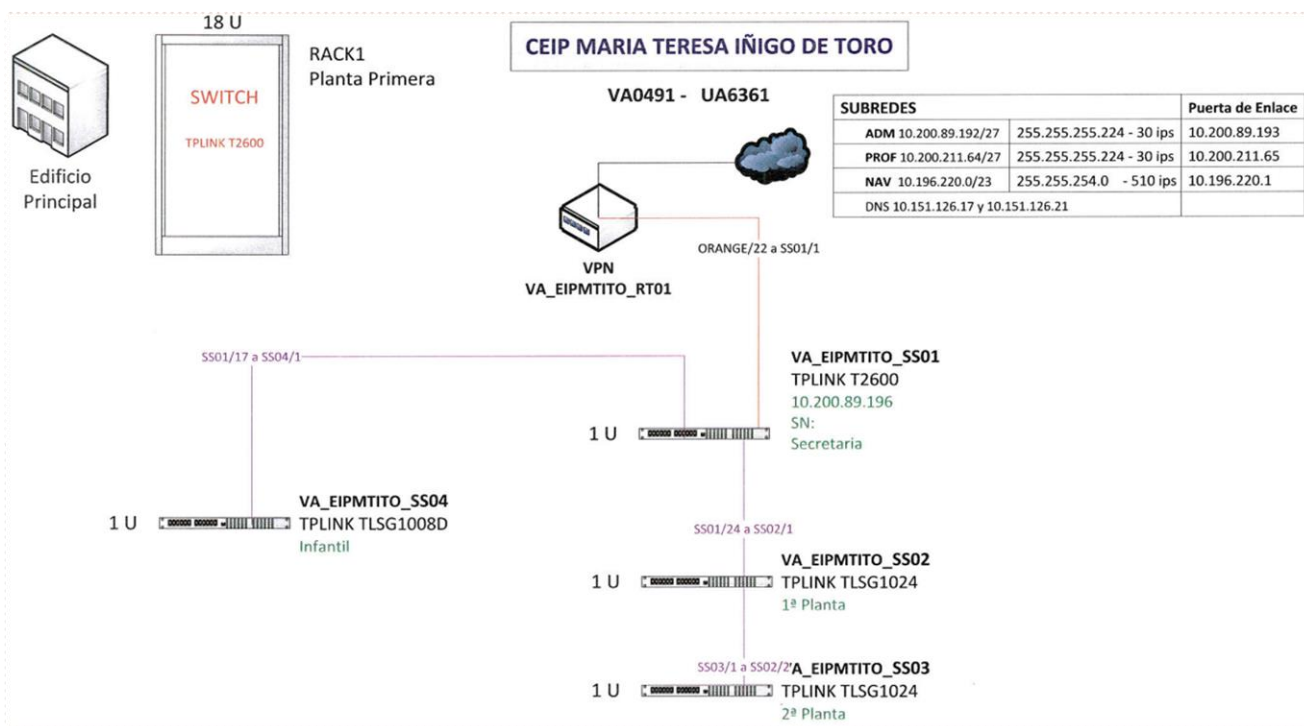 18 U
RACK1
Planta Primera
SWITCH
TPLINK T2600
Edificio
Principal
CEIP MARIA TERESA IÑIGO DE TORO
VA0491 - UA6361
SUBREDES Puerta de Enlace
ADM 10.200.89.192/27 255.255.255.224 - 30 ips 10.200.89.193
PROF 10.200.211.64/27 255.255.255.224 - 30 ips 10.200.211.65
NAV 10.196.220.0/23 255.255.254.0 - 510 ips 10.196.220.1
DNS 10.151.126.17 y 10.151.126.21
ORANGE/22 a SS01/1
VPN
VA_EIPMTITO_RT01
SS01/17 a SS04/1
VA_EIPMTITO_SS01
TPLINK T2600
10.200.89.196
SN:
Secretaria
1 U
VA_EIPMTITO_SS04
1 U
TPLINK TLSG1008D
Infantil
SS01/24 a SS02/1
VA_EIPMTITO_SS02
1 U
TPLINK TLSG1024
1ª Planta
SS03/1 a SS02/2
'A_EIPMTITO_SS03
1 U
TPLINK TLSG1024
2ª Planta